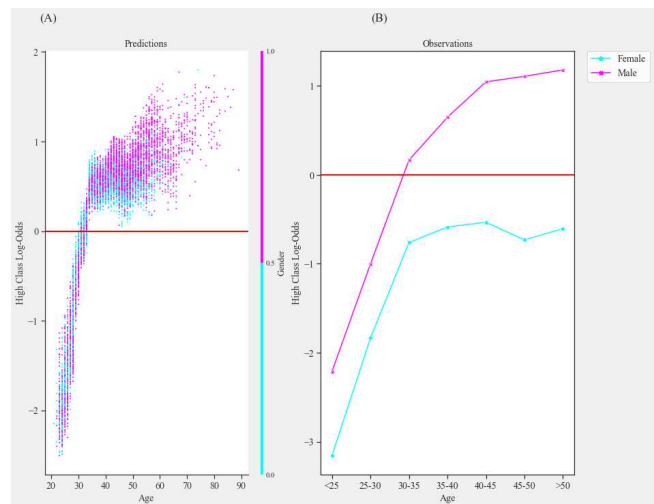 (A)
(B)
Predictions
Observations
High Class Log-Odds
2
1
0
−1
−2
20
30
40
50
60
70
80
90
Age
1.0
0.5
0.0
Gender
High Class Log-Odds
1
0
−1
−2
−3
<25
25-30
30-35
35-40
40-45
45-50
>50
Age
Female
Male